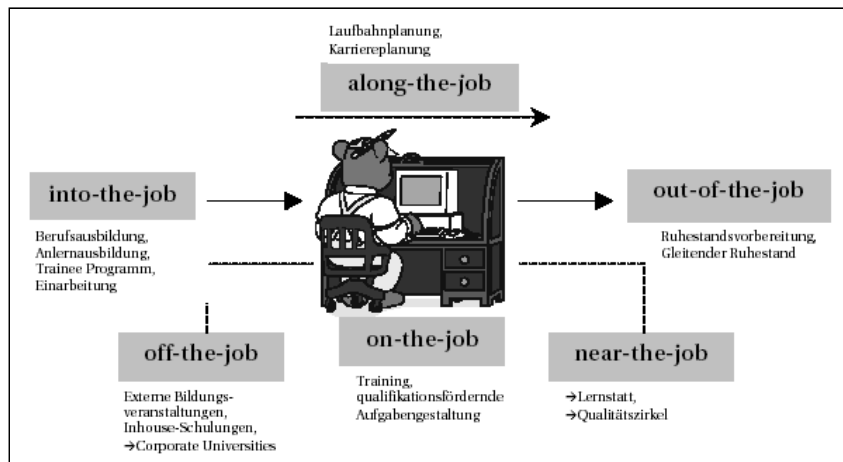 Laufbahnplanung,
Karriereplanung
along-the-job
into-the-job
Berufsausbildung,
Anlernausbildung,
Trainee Programm,
Einarbeitung
out-of-the-job
Ruhestandsvorbereitung,
Gleitender Ruhestand
off-the-job
Externe Bildungs-
veranstaltungen,
Inhouse-Schulungen,
→Corporate Universities
on-the-job
Training,
qualifikationsfördernde
Aufgabengestaltung
near-the-job
→Lernstatt,
→Qualitätszirkel